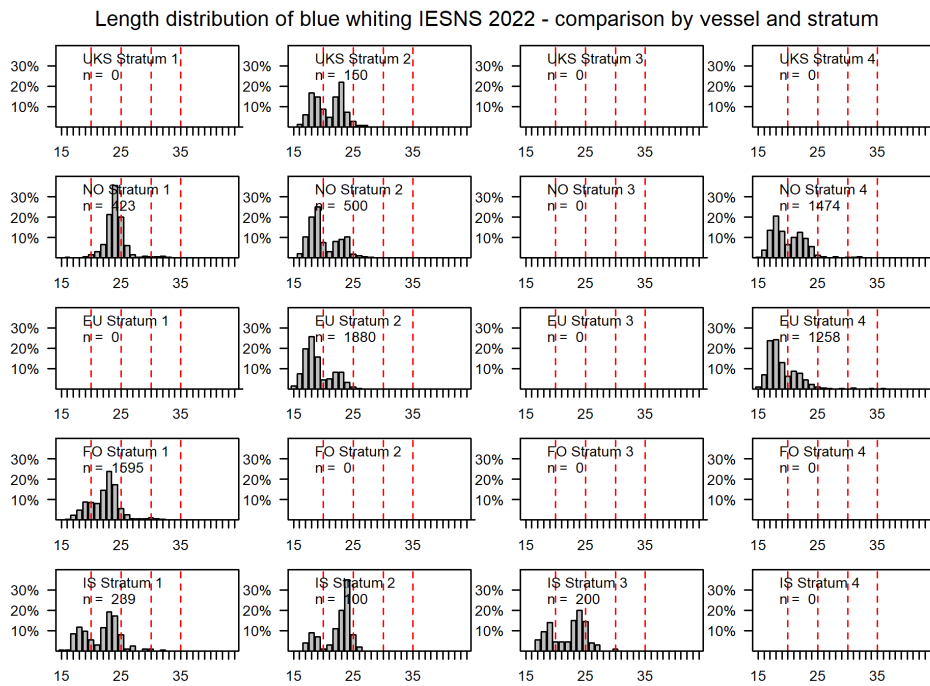 Length distribution of blue whiting IESNS 2022 - comparison by vessel and stratum
UKS Stratum 1
n = 0
30%
20%
10%
15 25 35
UKS Stratum 2
n = 150
30%
20%
10%
15 25 35
UKS Stratum 3
n = 0
30%
20%
10%
15 25 35
UKS Stratum 4
n = 0
30%
20%
10%
15 25 35
NO Stratum 1
n = 423
30%
20%
10%
15 25 35
NO Stratum 2
n = 500
30%
20%
10%
15 25 35
NO Stratum 3
n = 0
30%
20%
10%
15 25 35
NO Stratum 4
n = 1474
30%
20%
10%
15 25 35
EU Stratum 1
n = 0
30%
20%
10%
15 25 35
EU Stratum 2
n = 1880
30%
20%
10%
15 25 35
EU Stratum 3
n = 0
30%
20%
10%
15 25 35
EU Stratum 4
n = 1258
30%
20%
10%
15 25 35
FO Stratum 1
n = 1595
30%
20%
10%
15 25 35
FO Stratum 2
n = 0
30%
20%
10%
15 25 35
FO Stratum 3
n = 0
30%
20%
10%
15 25 35
FO Stratum 4
n = 0
30%
20%
10%
15 25 35
IS Stratum 1
n = 239
30%
20%
10%
15 25 35
IS Stratum 2
n = 100
30%
20%
10%
15 25 35
IS Stratum 3
n = 200
30%
20%
10%
15 25 35
IS Stratum 4
n = 0
30%
20%
10%
15 25 35